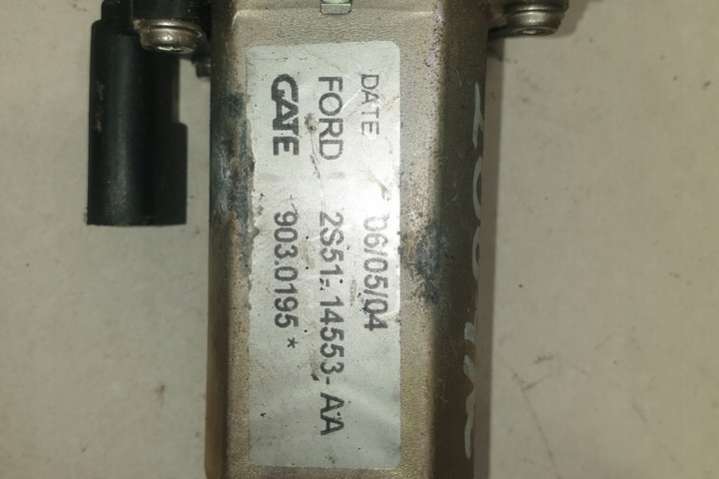 DATE 06/05/04
FORD 2S51-14553-AA
GATE 903.0195 *